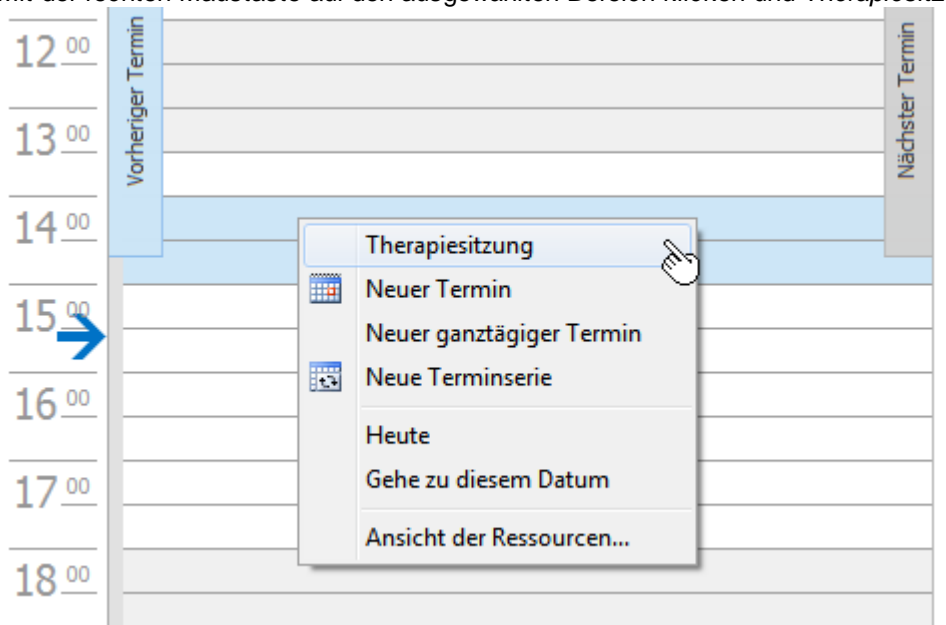 12 00
Vorheriger Termin
Nächster Termin
13 00
14 00
Therapiesitzung
Neuer Termin
15 00
Neuer ganztägiger Termin
Neue Terminserie
16 00
Heute
17 00
Gehe zu diesem Datum
Ansicht der Ressourcen...
18 00